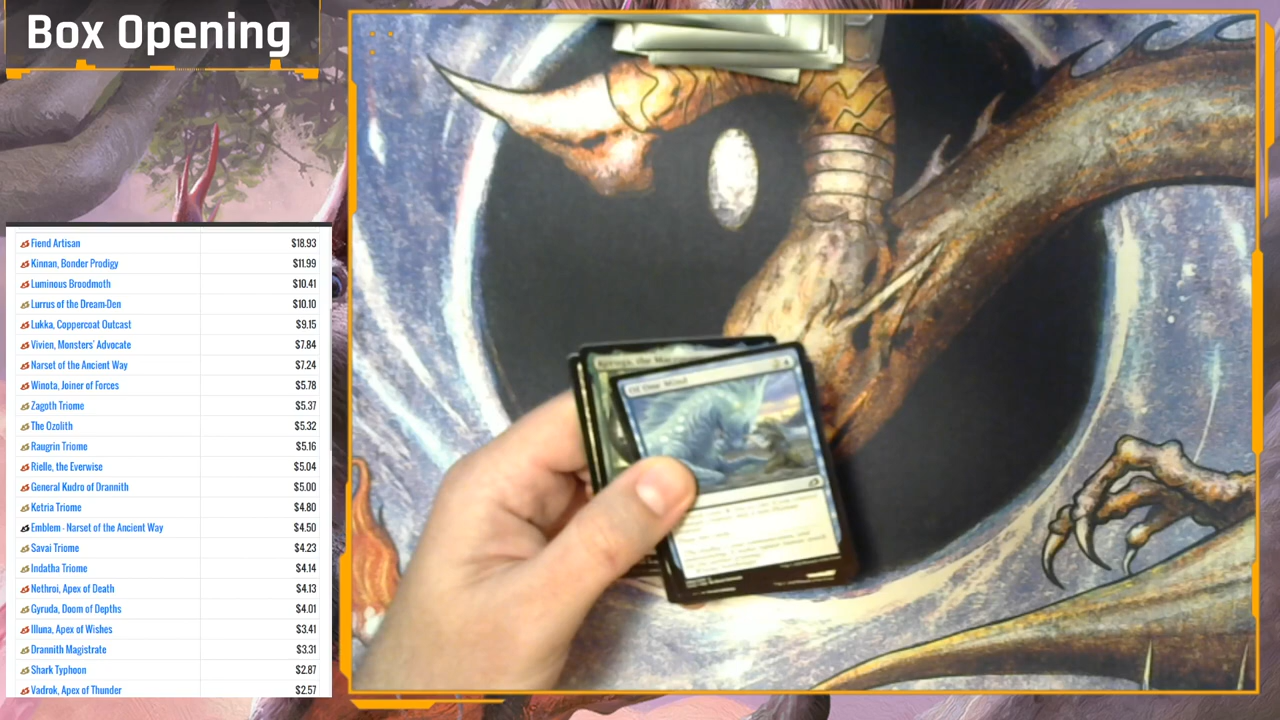 Box Opening
Fiend Artisan $18.93
Kinnan, Bonder Prodigy $11.99
Luminous Broodmoth $10.41
Lurrus of the Dream-Den $10.10
Lukka, Coppercoat Outcast $9.15
Vivien, Monsters' Advocate $7.84
Narset of the Ancient Way $7.24
Winota, Joiner of Forces $5.78
Zagoth Triome $5.37
The Ozolith $5.32
Raugrin Triome $5.16
Rielle, the Everwise $5.04
General Kudro of Drannith $5.00
Ketria Triome $4.80
Emblem - Narset of the Ancient Way $4.50
Savai Triome $4.23
Indatha Triome $4.14
Nethroi, Apex of Death $4.13
Gyruda, Doom of Depths $4.01
Illuna, Apex of Wishes $3.41
Drannith Magistrate $3.31
Shark Typhoon $2.87
Vadrok, Apex of Thunder $2.57
Of One Mind